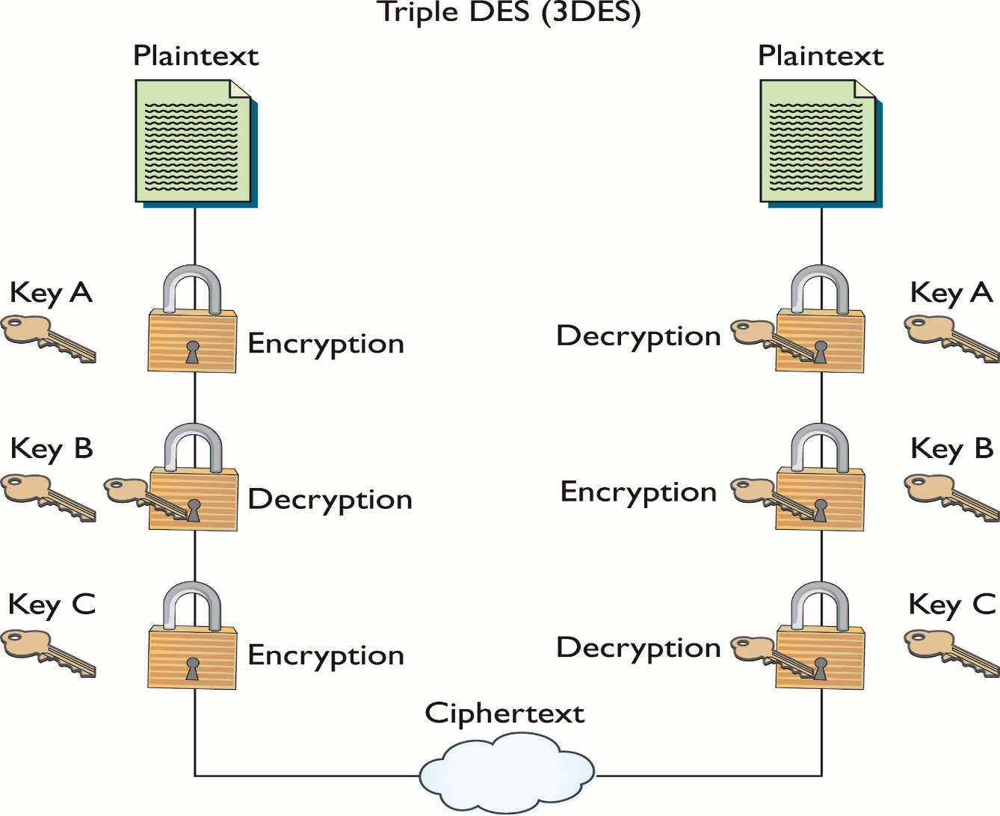 Triple DES (3DES)
Plaintext
Plaintext
Key A
Encryption
Decryption
Key A
Key B
Decryption
Encryption
Key B
Key C
Encryption
Decryption
Key C
Ciphertext